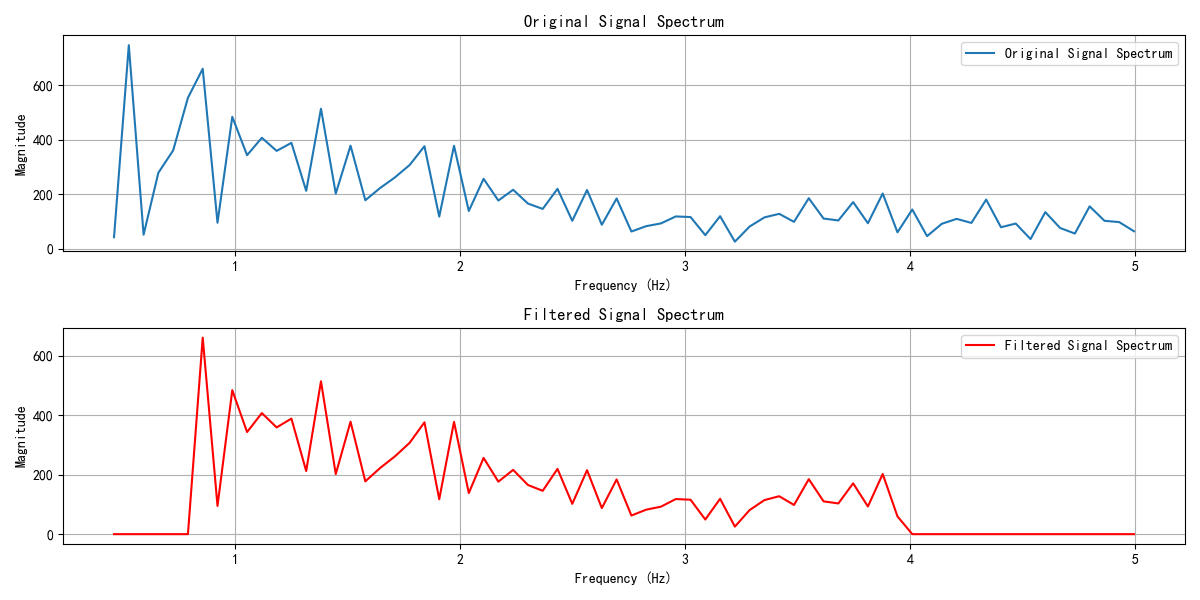 Original Signal Spectrum
Original Signal Spectrum
Magnitude
600
400
200
0
1 2 3 4 5
Frequency (Hz)
Filtered Signal Spectrum
Filtered Signal Spectrum
Magnitude
600
400
200
0
1 2 3 4 5
Frequency (Hz)